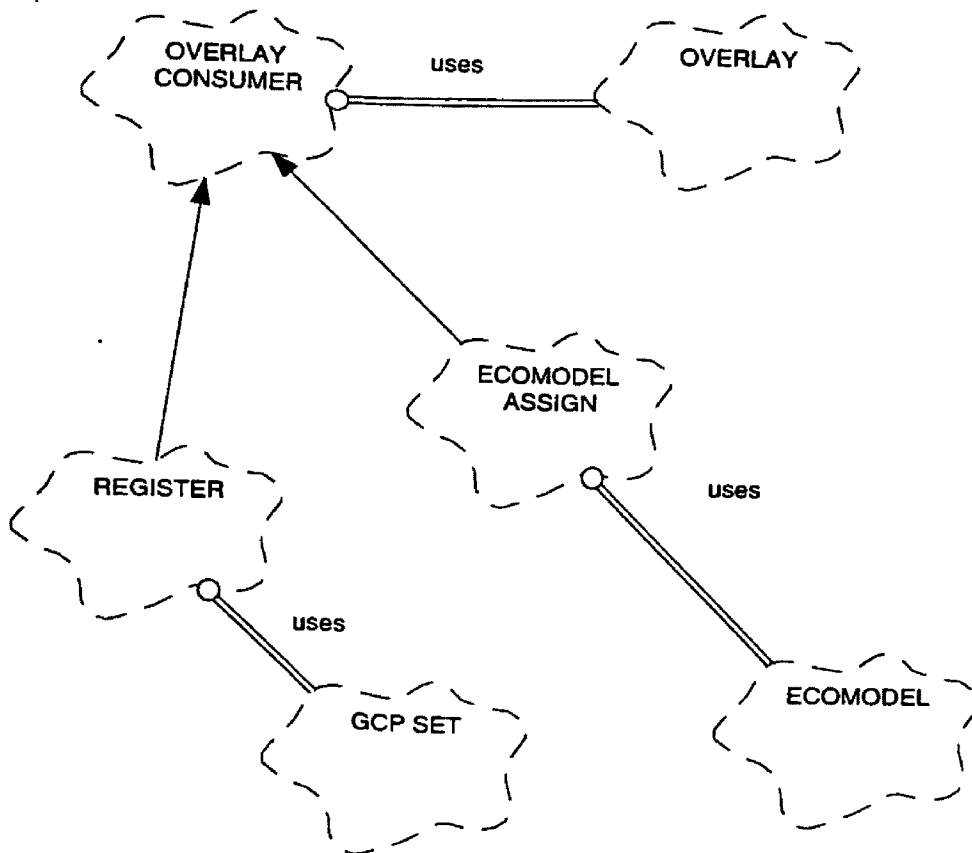 OVERLAY
CONSUMER
uses
OVERLAY
ECOMODEL
ASSIGN
uses
REGISTER
uses
GCP SET
ECOMODEL